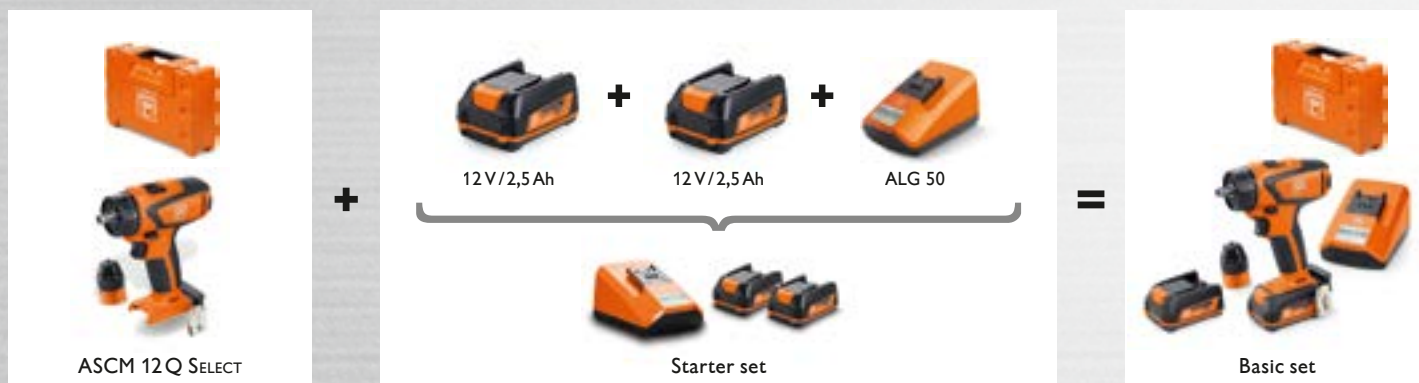 + +
12 V / 2,5 Ah 12 V / 2,5 Ah ALG 50
+ =
ASCM 12 Q SELECT Starter set Basic set